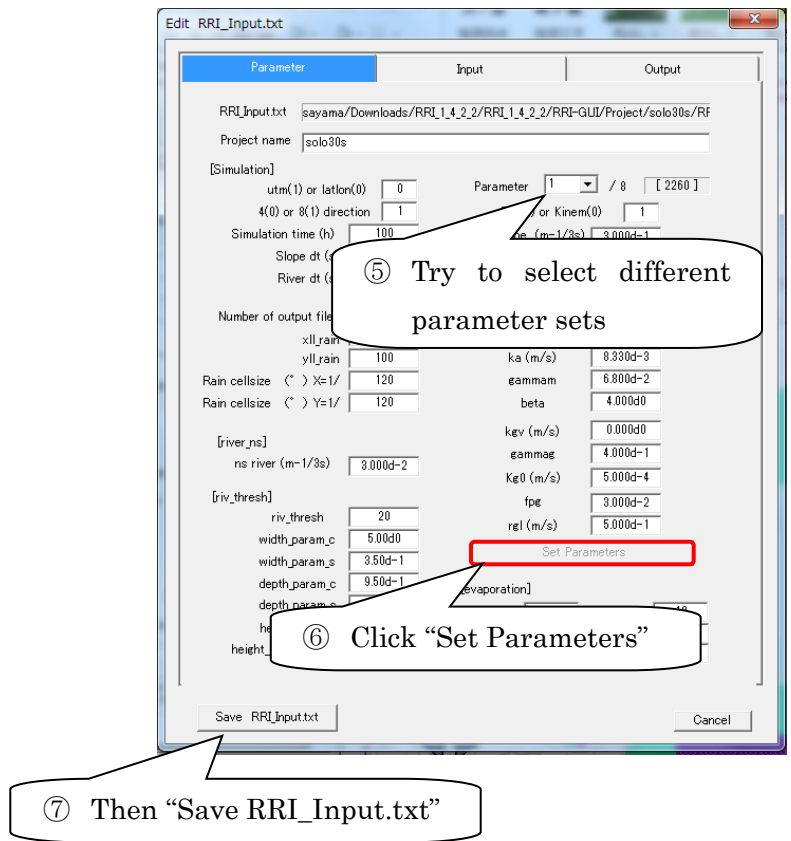 Edit RRI_Input.txt
x
Parameter Input Output
RRI_Input.txt sayama/Downloads/RRI_1_4_2_2/RRI_1_4_2_2/RRI-GUI/Project/solo30s/RF
Project name solo30s
[Simulation]
utm(1) or latlon(0) 0 Parameter 1 / 8 [ 2260 ]
4(0) or 8(1) direction 1 or Kinem(0) 1
Simulation time (h) 100 (m-1/3s) 3.000d-1
Slope dt (s
River dt (s
⑤ Try to select different
parameter sets
Number of output file
xll_rain
yll_rain 100 ka (m/s) 8.330d-3
Rain cellsize (°) X=1/ 120 gammam 6.800d-2
Rain cellsize (°) Y=1/ 120 beta 4.000d0
kgv (m/s) 0.000d0
[river_ns] gammag 4.000d-1
ns river (m-1/3s) 3.000d-2 Kg0 (m/s) 5.000d-4
[riv_thresh] fpg 3.000d-2
riv_thresh 20 rgl (m/s) 5.000d-1
width_param_c 5.00d0 Set Parameters
width_param_s 3.50d-1
depth_param_c 9.50d-1 [evaporation]
depth_param_s
⑥ Click “Set Parameters”
height_
Save RRI_Input.txt Cancel
⑦ Then “Save RRI_Input.txt”